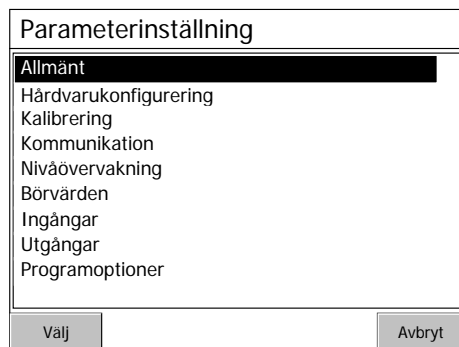 Parameterinställning
Allmänt
Hårdvarukonfigurering
Kalibrering
Kommunikation
Nivåövervakning
Börvärden
Ingångar
Utgångar
Programoptioner
Välj
Avbryt